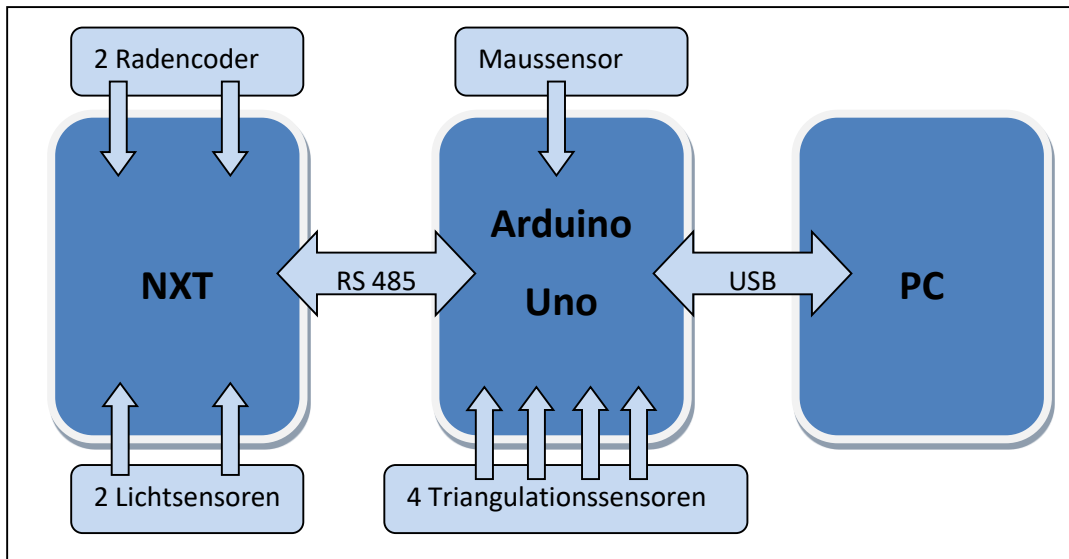 2 Radencoder
Maussensor
NXT
RS 485
Arduino
Uno
USB
PC
2 Lichtsensoren
4 Triangulationssensoren